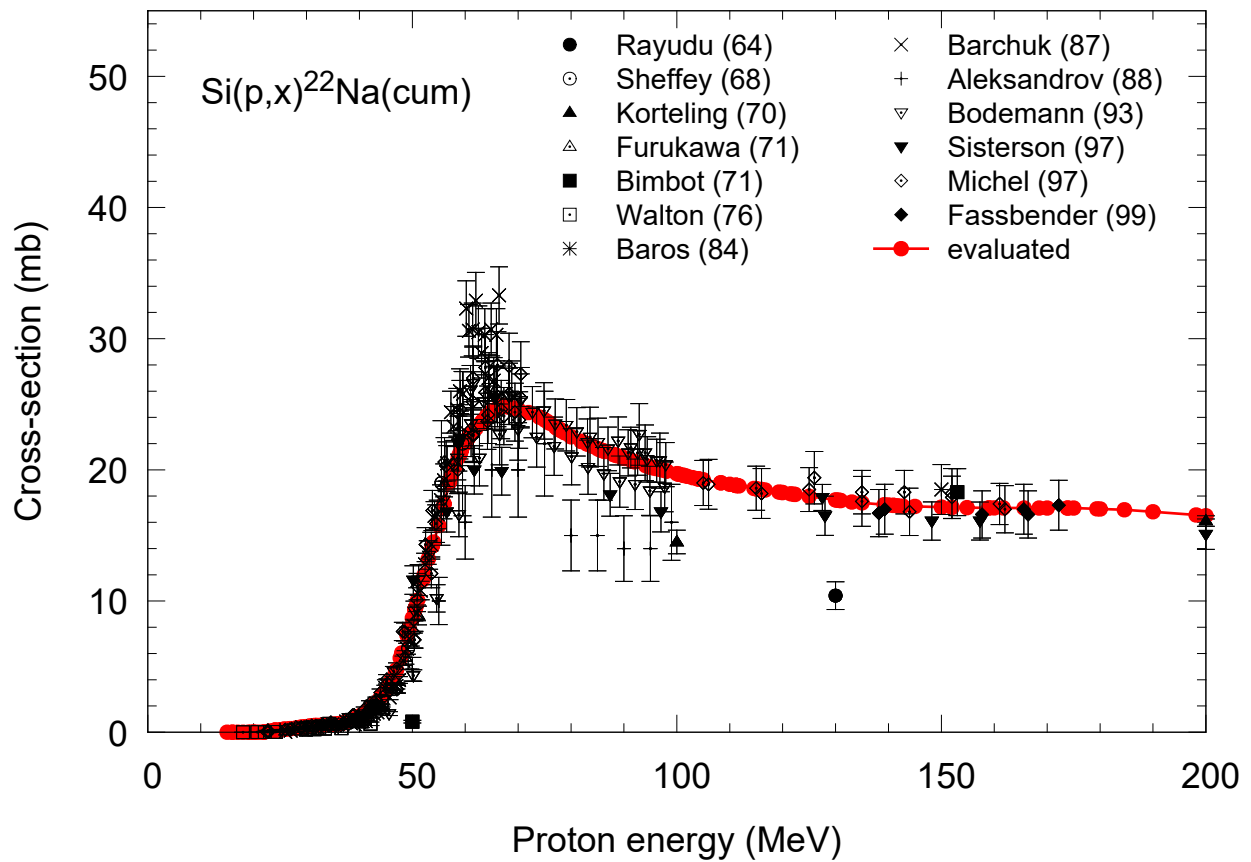 Si(p,x)²²Na(cum)
Rayudu (64)
Sheffey (68)
Korteling (70)
Furukawa (71)
Bimbot (71)
Walton (76)
Baros (84)
Barchuk (87)
Aleksandrov (88)
Bodemann (93)
Sisterson (97)
Michel (97)
Fassbender (99)
evaluated
Cross-section (mb)
50
40
30
20
10
0
0 50 100 150 200
Proton energy (MeV)